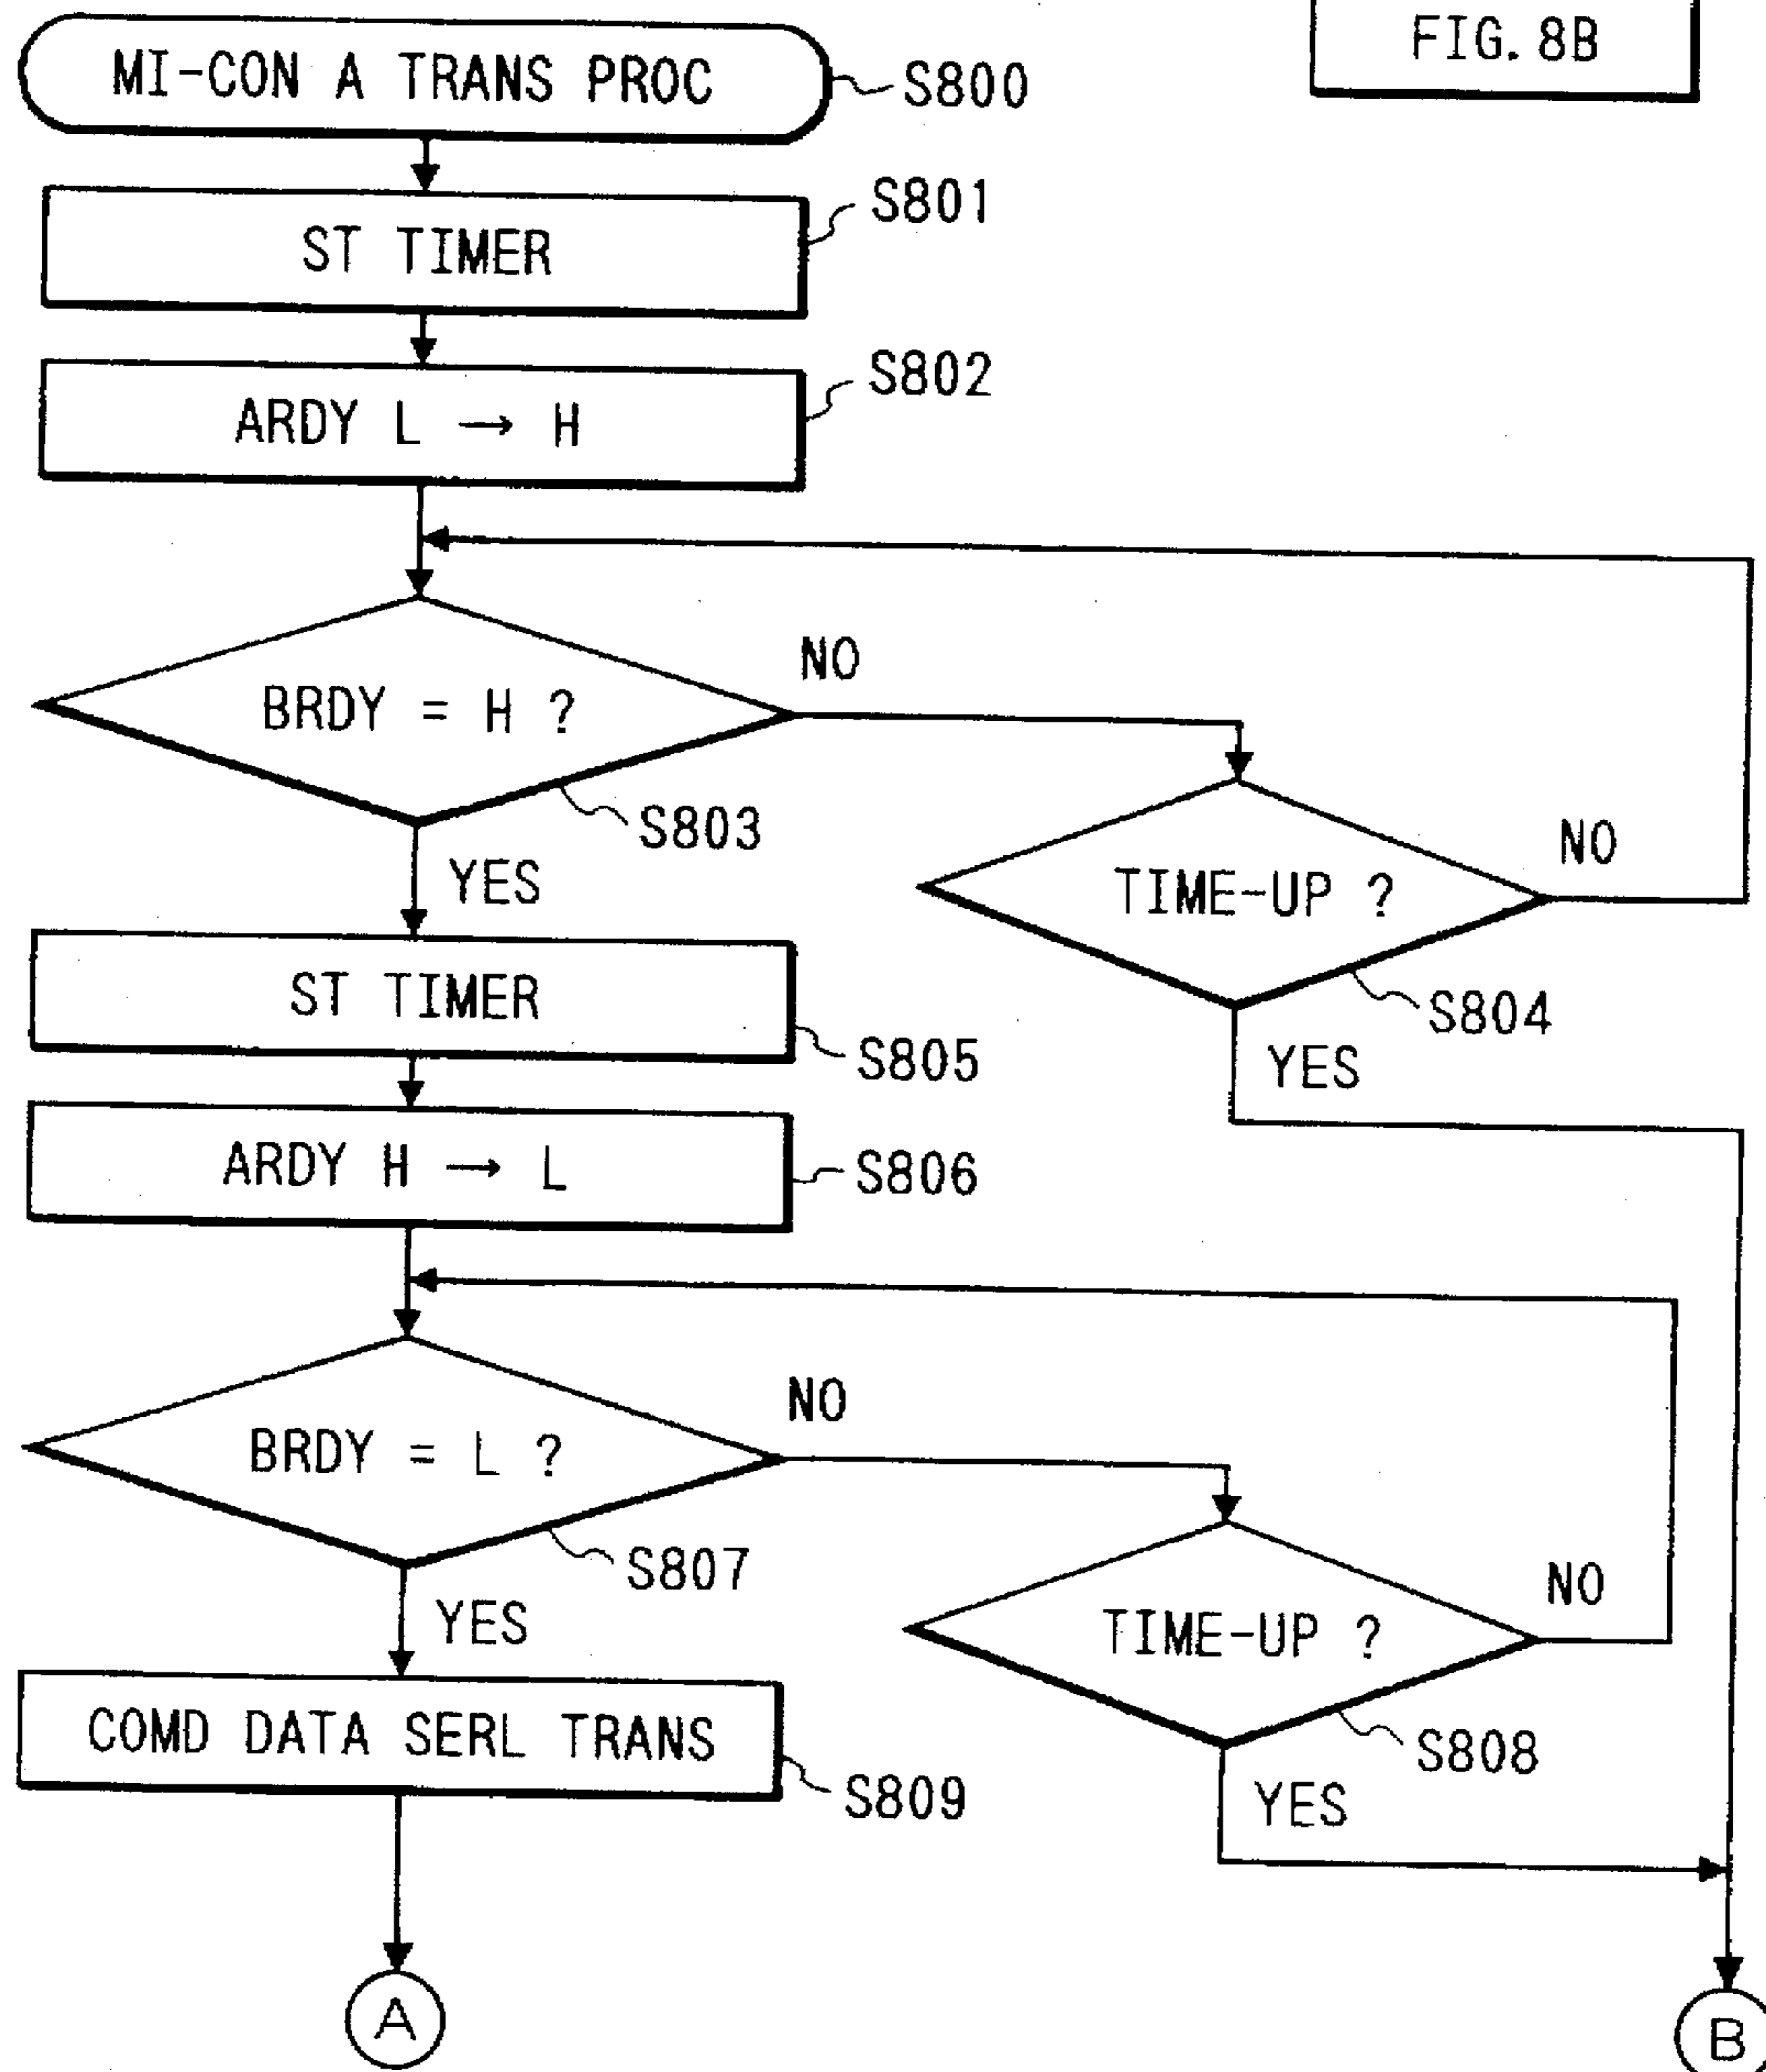 FIG. 8B
MI-CON A TRANS PROC
S800
ST TIMER
S801
ARDY L → H
S802
BRDY = H ?
NO
S803
YES
TIME-UP ?
NO
S804
YES
ST TIMER
S805
ARDY H → L
S806
BRDY = L ?
NO
S807
YES
TIME-UP ?
NO
S808
YES
COMD DATA SERL TRANS
S809
A
B